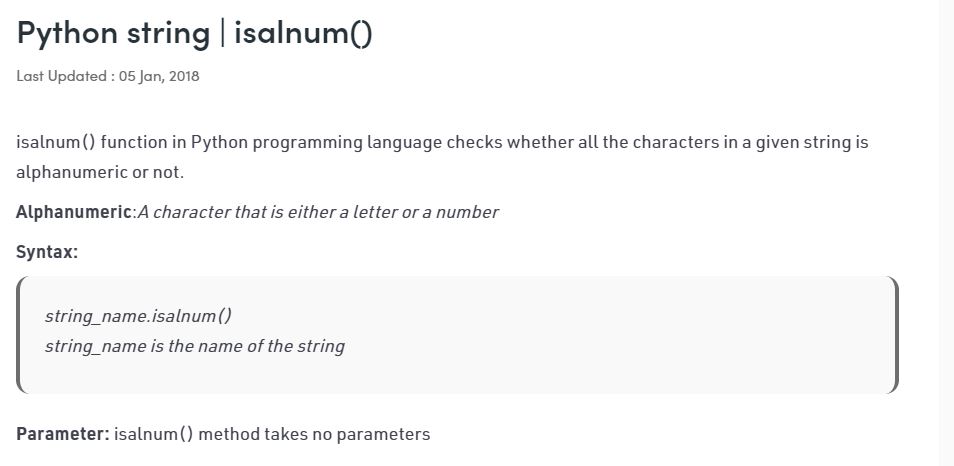 Python string | isalnum()
Last Updated : 05 Jan, 2018
isalnum() function in Python programming language checks whether all the characters in a given string is
alphanumeric or not.
Alphanumeric:A character that is either a letter or a number
Syntax:
string_name.isalnum()
string_name is the name of the string
Parameter: isalnum() method takes no parameters